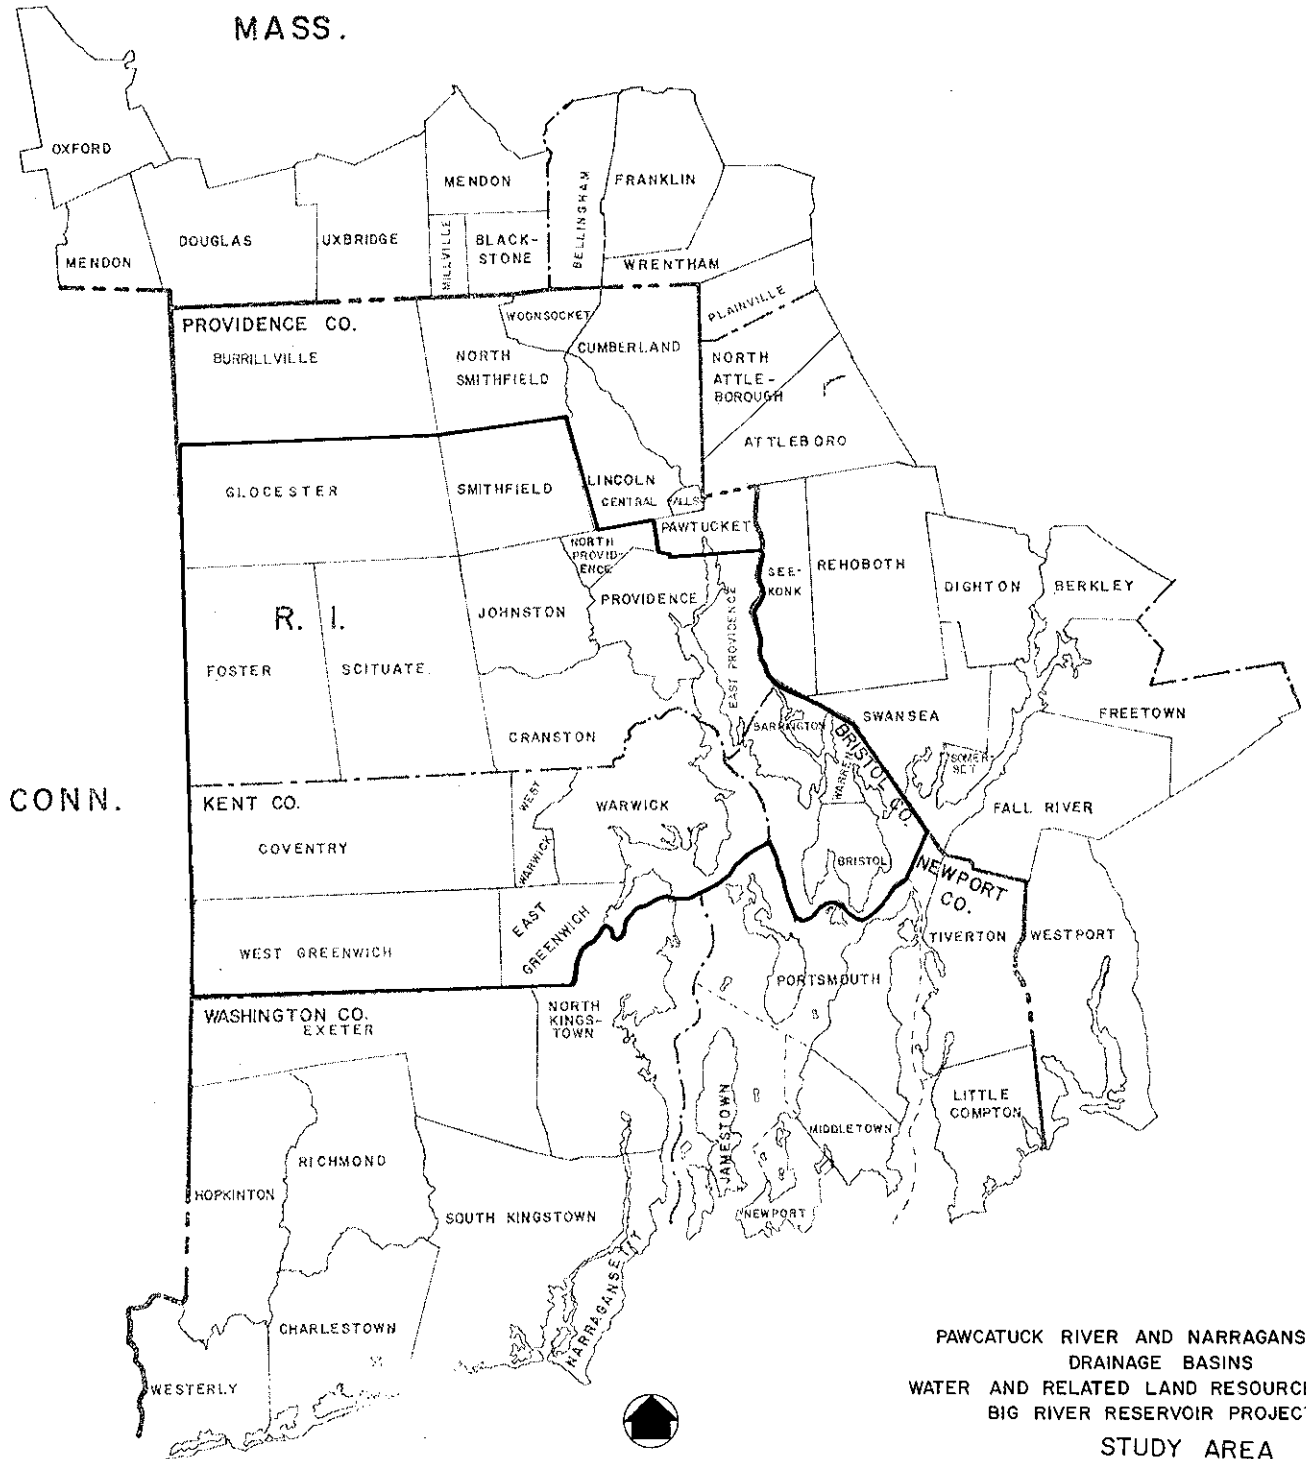 MASS.
OXFORD
MENDON
DOUGLAS
UXBRIDGE
MENDON
MILLVILLE
BLACK-
STONE
BELLINGHAM
FRANKLIN
WRENTHAM
PLAINVILLE
PROVIDENCE CO.
BURRILLVILLE
NORTH
SMITHFIELD
WOONSOCKET
CUMBERLAND
NORTH
ATTLE-
BOROUGH
ATTLEBORO
GLOCESTER
SMITHFIELD
LINCOLN
CENTRAL FALLS
PAWTUCKET
NORTH
PROVID-
ENCE
R. I.
FOSTER
SCITUATE
JOHNSTON
PROVIDENCE
EAST PROVIDENCE
SEE-
KONK
REHOBOTH
DIGHTON
BERKLEY
CRANSTON
BARRINGTON
BRISTOL CO.
WARREN
SWANSEA
SOMER-
SET
FREETOWN
FALL RIVER
CONN.
KENT CO.
COVENTRY
WEST
WARWICK
WARWICK
BRISTOL
NEWPORT
CO.
TIVERTON
WESTPORT
WEST GREENWICH
EAST
GREENWICH
PORTSMOUTH
WASHINGTON CO.
EXETER
NORTH
KINGS-
TOWN
JAMESTOWN
MIDDLETOWN
LITTLE
COMPTON
HOPKINTON
RICHMOND
SOUTH KINGSTOWN
NEWPORT
NARRAGANSETT
CHARLESTOWN
WESTERLY
PAWCATUCK RIVER AND NARRAGANS
DRAINAGE BASINS
WATER AND RELATED LAND RESOURC
BIG RIVER RESERVOIR PROJEC
STUDY AREA